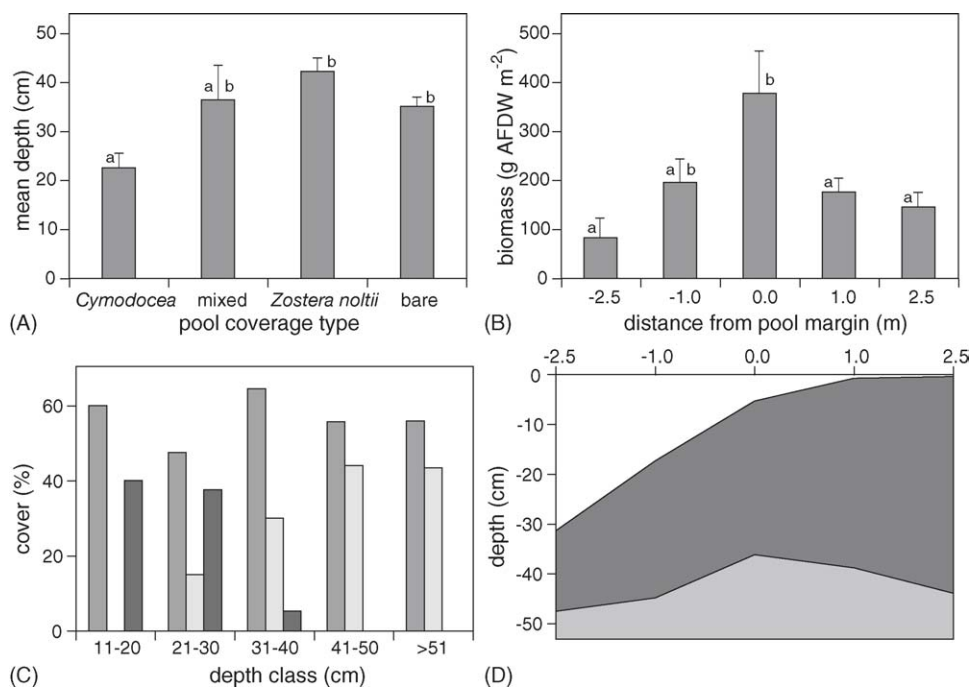 50
40
30
20
10
0
mean depth (cm)
a
a b
b
b
Cymodocea mixed Zostera noltii bare
(A) pool coverage type
500
400
300
200
100
0
biomass (g AFDW m-2)
a
a b
b
a
a
-2.5 -1.0 0.0 1.0 2.5
(B) distance from pool margin (m)
60
40
20
0
cover (%)
11-20 21-30 31-40 41-50 >51
(C) depth class (cm)
-2.5 -1.0 0.0 1.0 2.5
0
-10
-20
-30
-40
-50
depth (cm)
(D)